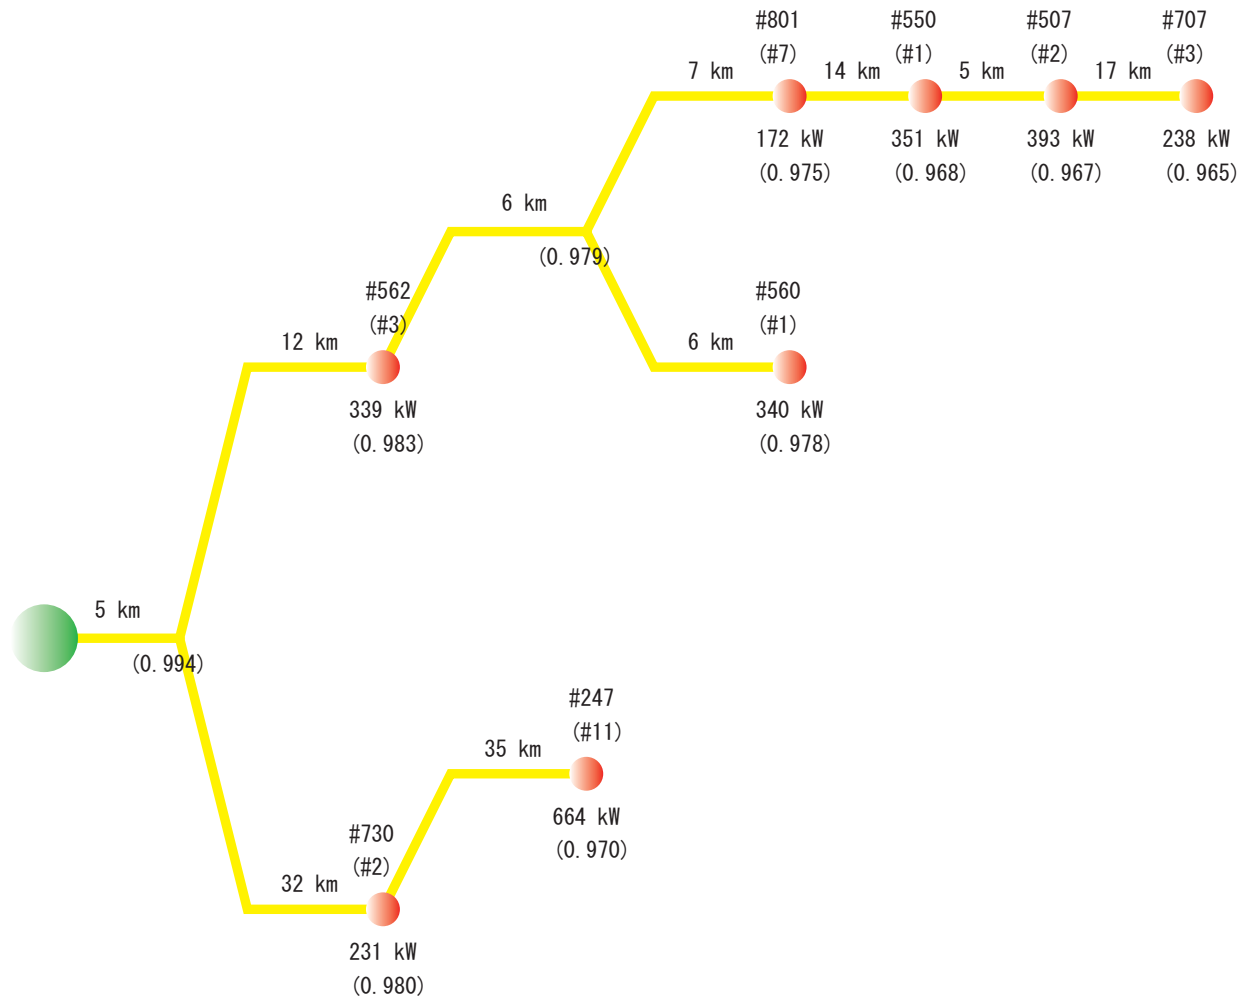 #801
(#7)
7 km
172 kW
(0.975)
#550
(#1)
14 km
351 kW
(0.968)
#507
(#2)
5 km
393 kW
(0.967)
#707
(#3)
17 km
238 kW
(0.965)
6 km
(0.979)
#562
(#3)
12 km
339 kW
(0.983)
#560
(#1)
6 km
340 kW
(0.978)
5 km
(0.994)
#247
(#11)
35 km
664 kW
(0.970)
#730
(#2)
32 km
231 kW
(0.980)